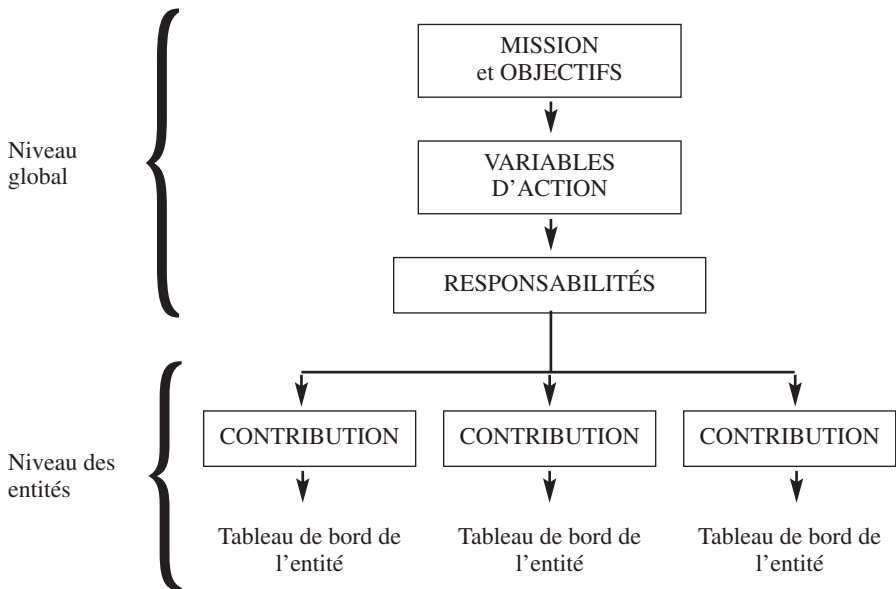 MISSION
et OBJECTIFS
Niveau
global
VARIABLES
D’ACTION
RESPONSABILITÉS
CONTRIBUTION
CONTRIBUTION
CONTRIBUTION
Niveau des
entités
Tableau de bord de
l’entité
Tableau de bord de
l’entité
Tableau de bord de
l’entité